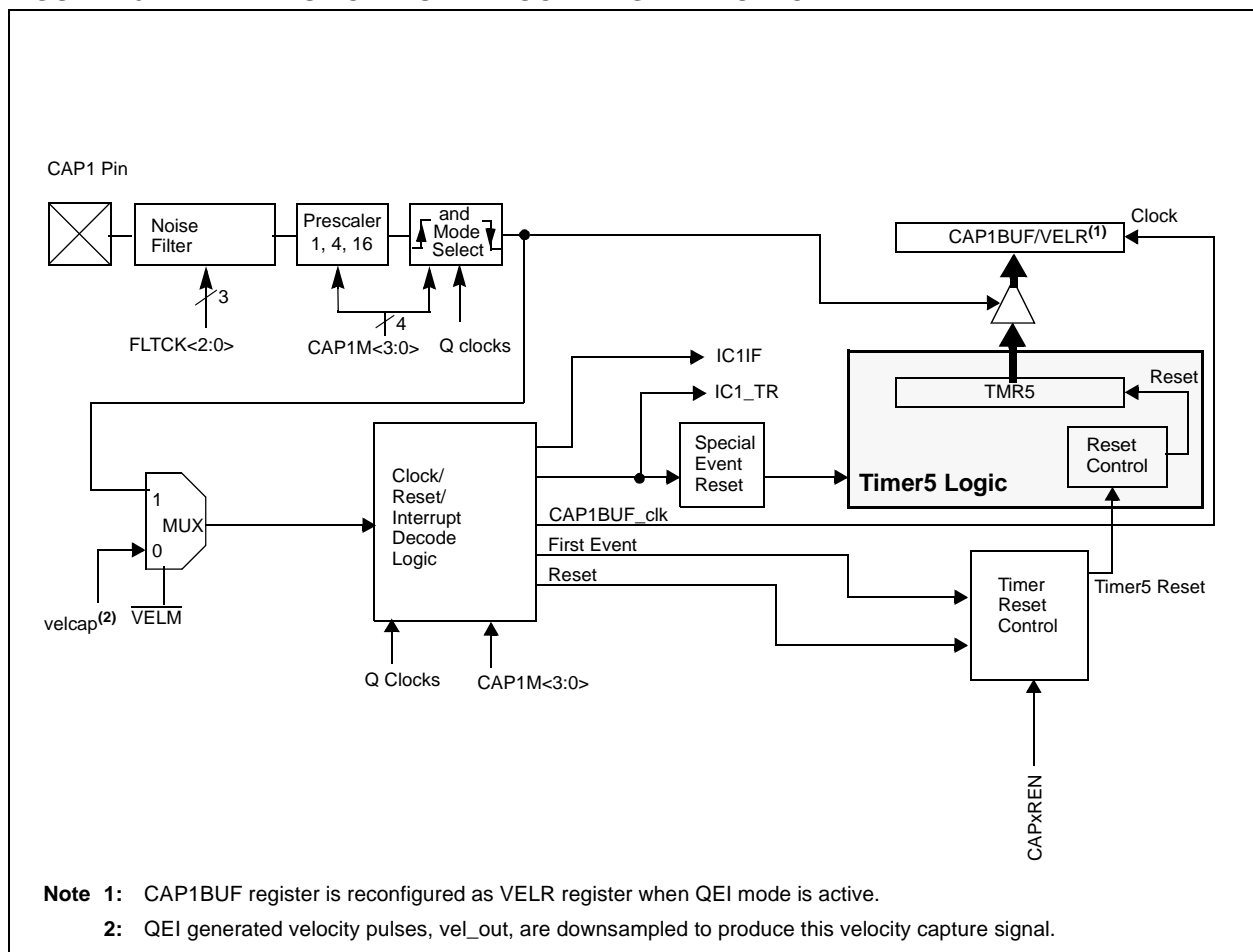 CAP1 Pin
Noise
Filter
Prescaler
1, 4, 16
and
Mode
Select
Clock
CAP1BUF/VELR(1)
3
4
FLTCK<2:0>
CAP1M<3:0>
Q clocks
IC1IF
IC1_TR
TMR5
Reset
Reset
Control
Timer5 Logic
Special
Event
Reset
Clock/
Reset/
Interrupt
Decode
Logic
1
MUX
0
CAP1BUF_clk
First Event
Reset
Timer
Reset
Control
Timer5 Reset
velcap(2)
VELM
Q Clocks
CAP1M<3:0>
CAPxREN
Note 1: CAP1BUF register is reconfigured as VELR register when QEI mode is active.
2: QEI generated velocity pulses, vel_out, are downsampled to produce this velocity capture signal.